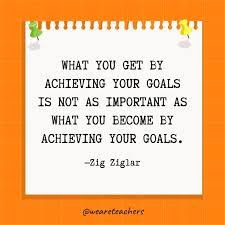 WHAT YOU GET BY
ACHIEVING YOUR GOALS
IS NOT AS IMPORTANT AS
WHAT YOU BECOME BY
ACHIEVING YOUR GOALS.
—Zig Ziglar
@weareteachers